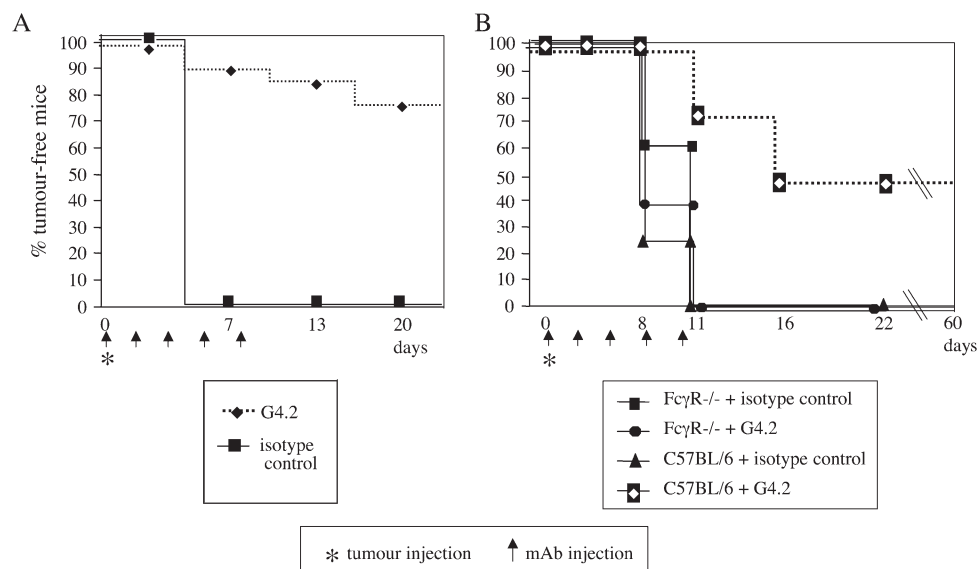 A
B
% tumour-free mice
100
90
80
70
60
50
40
30
20
10
0
0 7 13 20
days
*
G4.2
isotype
control
100
90
80
70
60
50
40
30
20
10
0
0 8 11 16 22 60
days
*
FcγR-/- + isotype control
FcγR-/- + G4.2
C57BL/6 + isotype control
C57BL/6 + G4.2
* tumour injection mAb injection